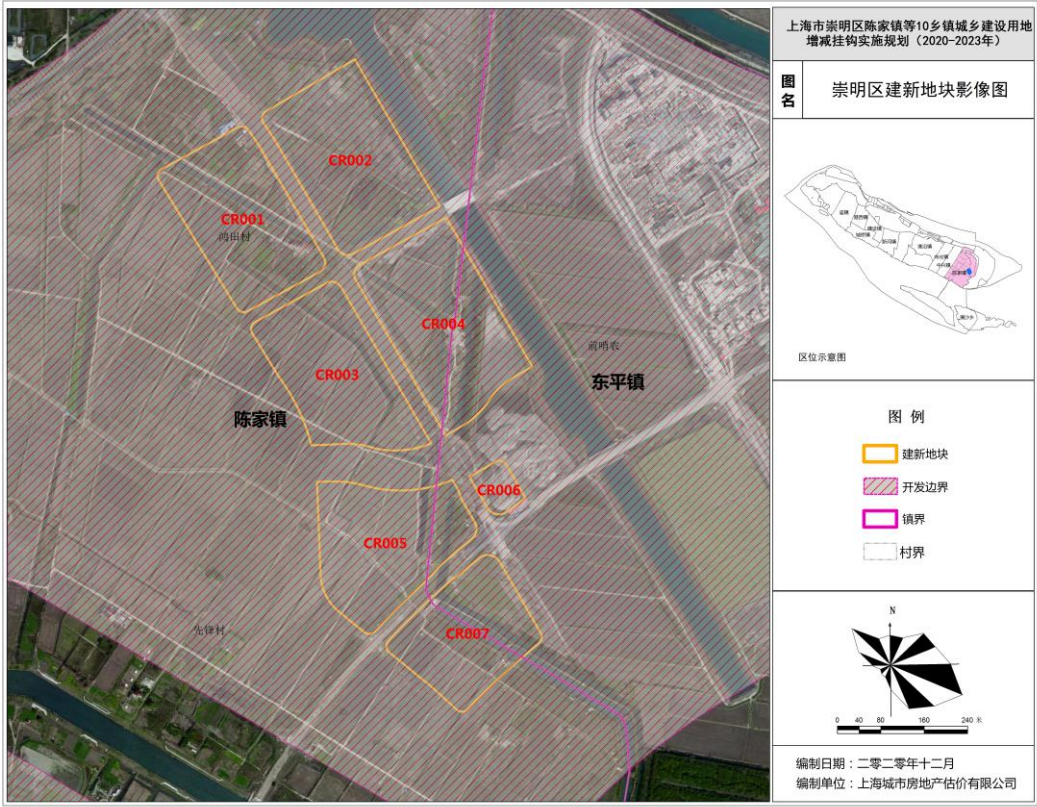 上海市崇明区陈家镇等10乡镇城乡建设用地
增减挂钩实施规划（2020-2023年）
图名
崇明区建新地块影像图
CR002
CR001
鸿田村
CR004
前哨农
东平镇
CR003
陈家镇
CR006
CR005
CR007
先锋村
陈家镇
横沙乡
区位示意图
图 例
建新地块
开发边界
镇界
村界
N
0 40 80 160 240 米
编制日期：二零二零年十二月
编制单位：上海城市房地产估价有限公司